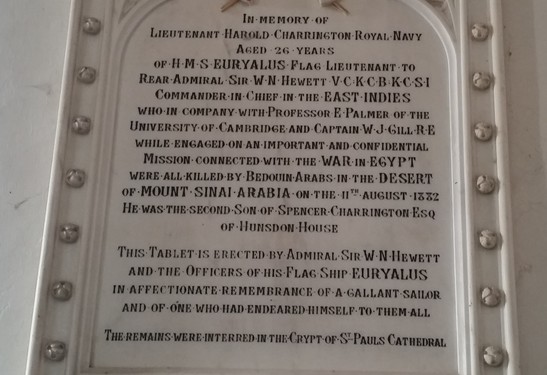 IN·MEMORY·OF
LIEUTENANT·HAROLD·CHARRINGTON·ROYAL·NAVY
AGED·26·YEARS
OF·H·M·S·EURYALUS·FLAG·LIEUTENANT·TO
REAR·ADMIRAL·SIR·W·N·HEWETT·V·C·K·C·B·K·C·S·I
COMMANDER·IN·CHIEF·IN·THE·EAST·INDIES
WHO·IN·COMPANY·WITH·PROFESSOR·E·PALMER·OF·THE
UNIVERSITY·OF·CAMBRIDGE·AND·CAPTAIN·W·J·GILL·R·E
WHILE·ENGAGED·ON·AN·IMPORTANT·AND·CONFIDENTIAL
MISSION·CONNECTED·WITH·THE·WAR·IN·EGYPT
WERE·ALL·KILLED·BY·BEDOUIN·ARABS·IN·THE·DESERT
OF·MOUNT·SINAI·ARABIA·ON·THE·11TH·AUGUST·1882
HE·WAS·THE·SECOND·SON·OF·SPENCER·CHARRINGTON·ESQ
OF·HUNSDON·HOUSE
THIS·TABLET·IS·ERECTED·BY·ADMIRAL·SIR·W·N·HEWETT
AND·THE·OFFICERS·OF·HIS·FLAG·SHIP·EURYALUS
IN·AFFECTIONATE·REMEMBRANCE·OF·A·GALLANT·SAILOR
AND·OF·ONE·WHO·HAD·ENDEARED·HIMSELF·TO·THEM·ALL
THE·REMAINS·WERE·INTERRED·IN·THE·CRYPT·OF·ST·PAULS·CATHEDRAL